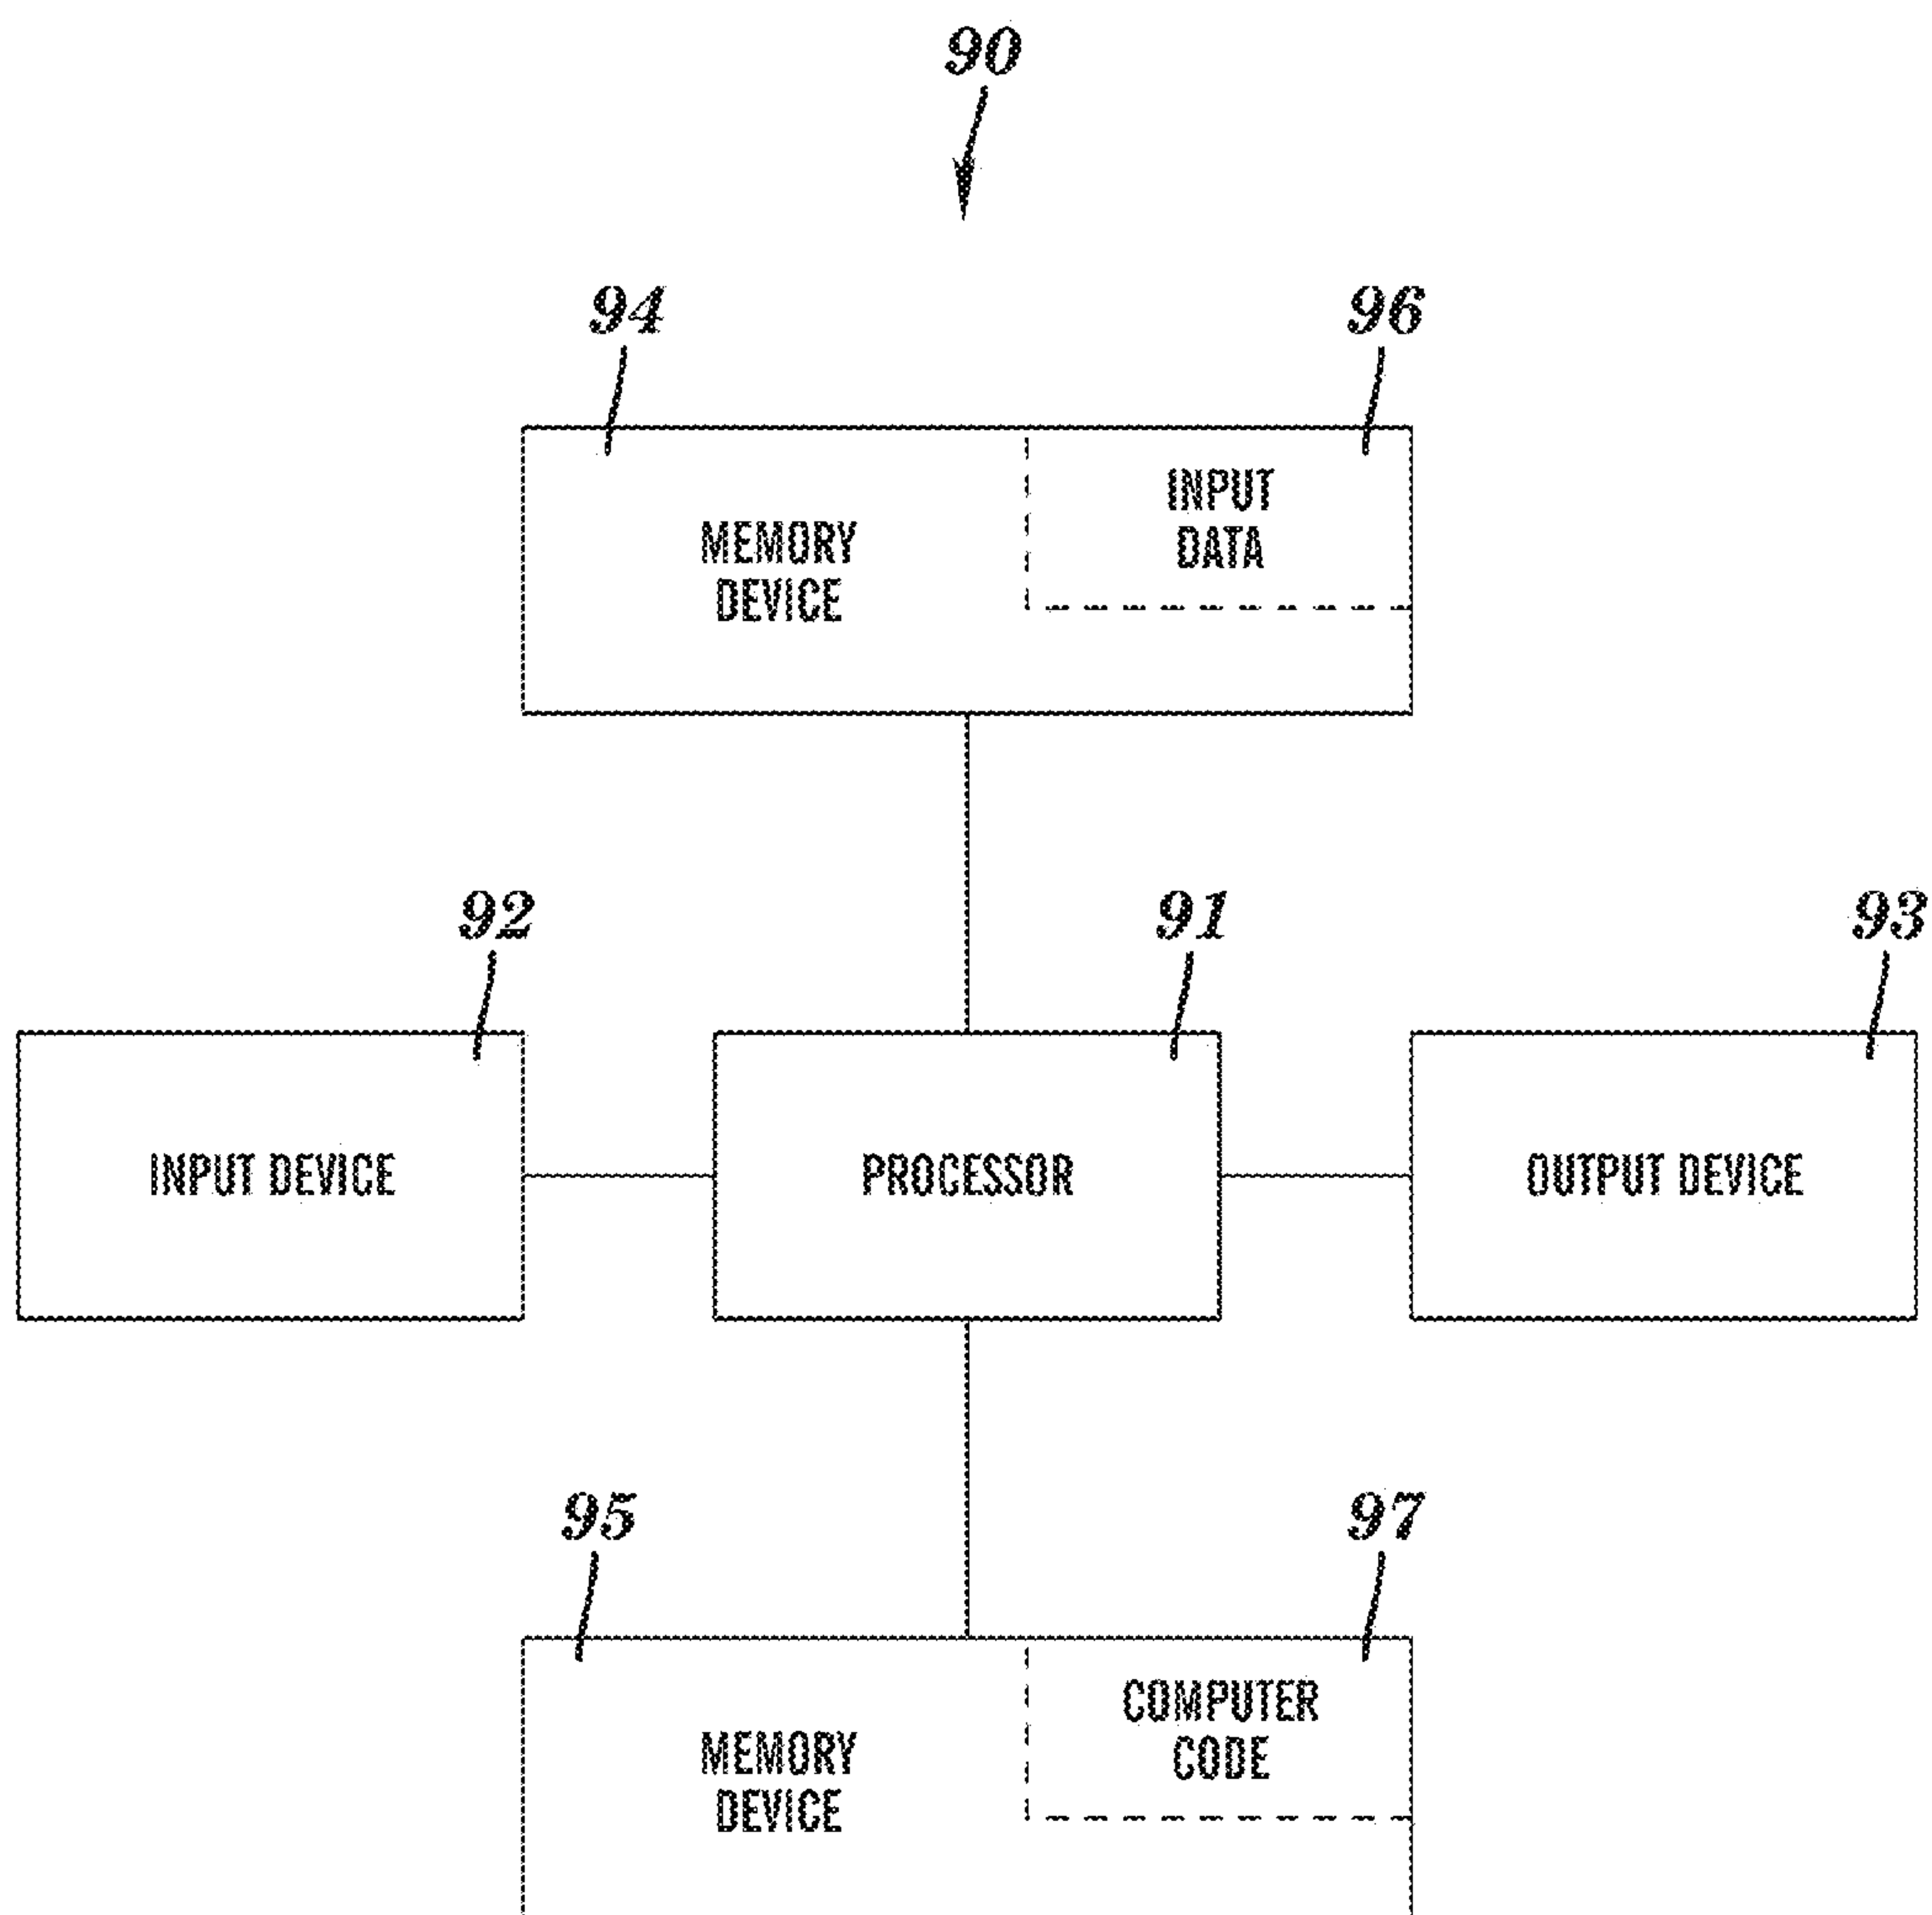 90
94
96
MEMORY
DEVICE
INPUT
DATA
92
91
93
INPUT DEVICE
PROCESSOR
OUTPUT DEVICE
95
97
MEMORY
DEVICE
COMPUTER
CODE